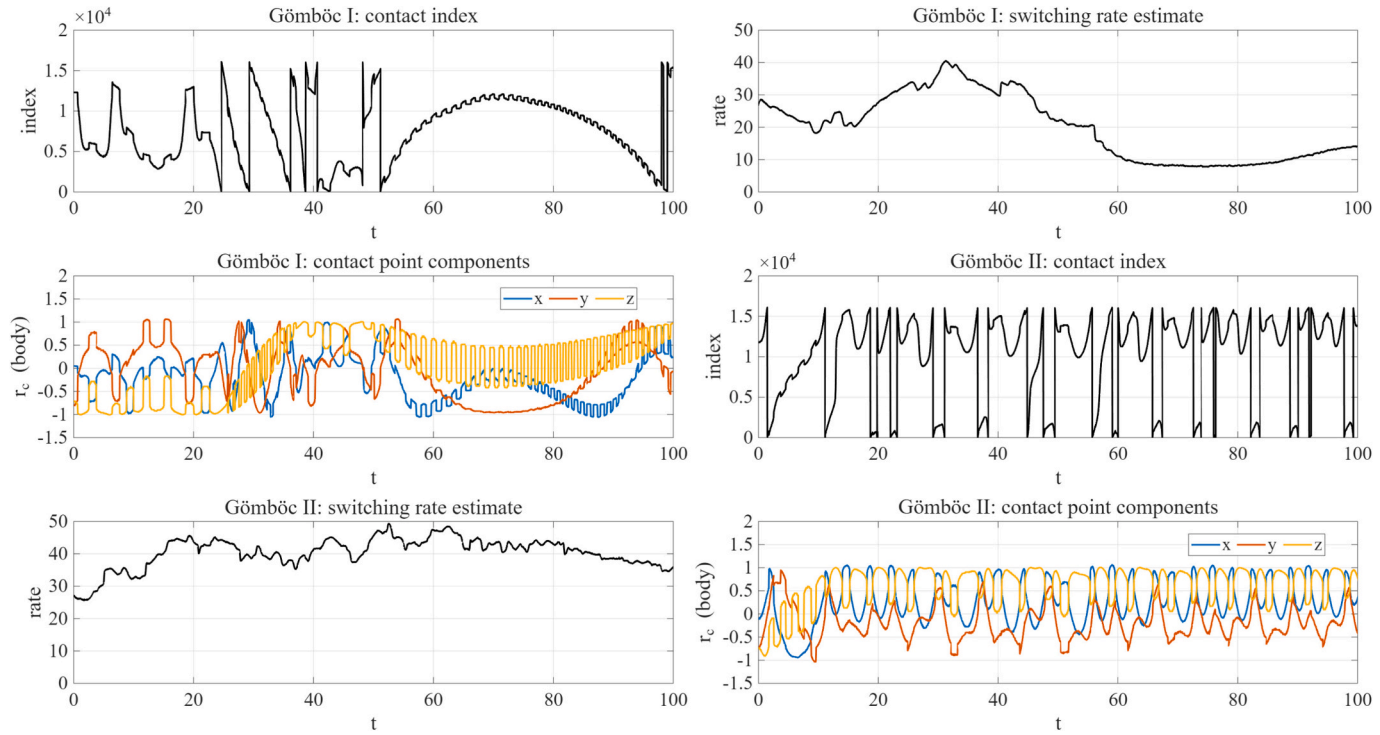 Gömböc I: contact index
×10⁴
2
1.5
1
0.5
0
index
0 20 40 60 80 100
t
Gömböc I: switching rate estimate
50
40
30
20
10
0
rate
0 20 40 60 80 100
t
Gömböc I: contact point components
2
1.5
1
0.5
0
-0.5
-1
-1.5
r_c (body)
x y z
0 20 40 60 80 100
t
Gömböc II: contact index
×10⁴
2
1.5
1
0.5
0
index
0 20 40 60 80 100
t
Gömböc II: switching rate estimate
50
40
30
20
10
0
rate
0 20 40 60 80 100
t
Gömböc II: contact point components
2
1.5
1
0.5
0
-0.5
-1
-1.5
r_c (body)
x y z
0 20 40 60 80 100
t